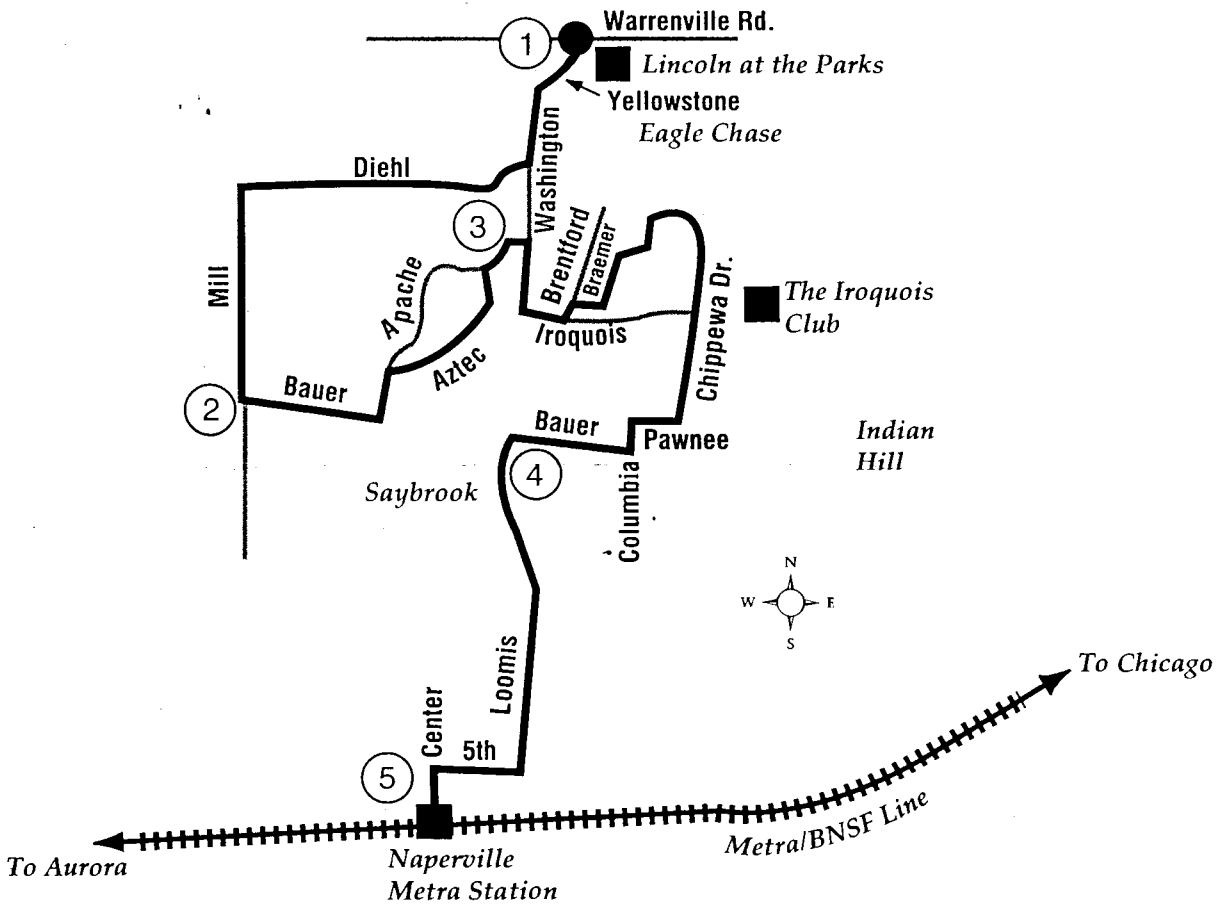 Warrenville Rd.
1
Lincoln at the Parks
Yellowstone
Eagle Chase
Diehl
Washington
3
Brentford
Braemer
Apache
Mill
Chippewa Dr.
The Iroquois
Club
Iroquois
Aztec
Bauer
2
Bauer
Pawnee
Indian
Hill
Saybrook
4
Columbia
N
W
E
S
To Chicago
Loomis
Center
5th
5
Metra/BNSF Line
To Aurora
Naperville
Metra Station